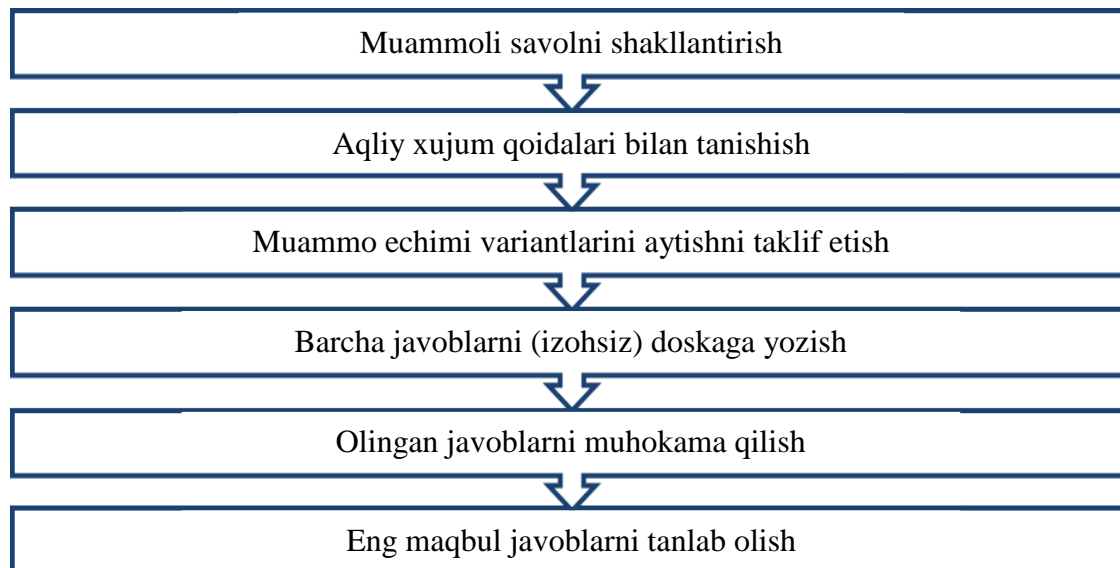 Muammoli savolni shakllantirish
Aqliy xujum qoidalari bilan tanishish
Muammo echimi variantlarini aytishni taklif etish
Barcha javoblarni (izohsiz) doskaga yozish
Olingan javoblarni muhokama qilish
Eng maqbul javoblarni tanlab olish